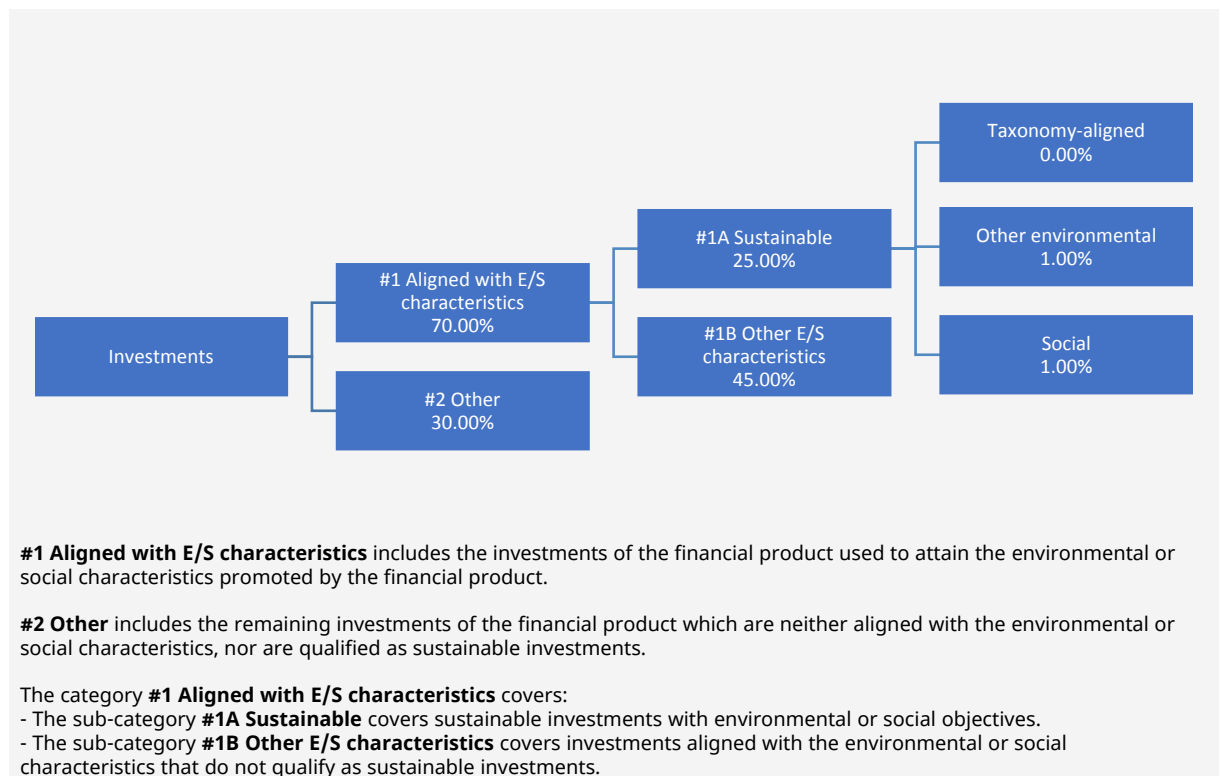 Investments
#1 Aligned with E/S
characteristics
70.00%
#2 Other
30.00%
#1A Sustainable
25.00%
#1B Other E/S
characteristics
45.00%
Taxonomy-aligned
0.00%
Other environmental
1.00%
Social
1.00%
#1 Aligned with E/S characteristics includes the investments of the financial product used to attain the environmental or
social characteristics promoted by the financial product.
#2 Other includes the remaining investments of the financial product which are neither aligned with the environmental or
social characteristics, nor are qualified as sustainable investments.
The category #1 Aligned with E/S characteristics covers:
- The sub-category #1A Sustainable covers sustainable investments with environmental or social objectives.
- The sub-category #1B Other E/S characteristics covers investments aligned with the environmental or social
characteristics that do not qualify as sustainable investments.